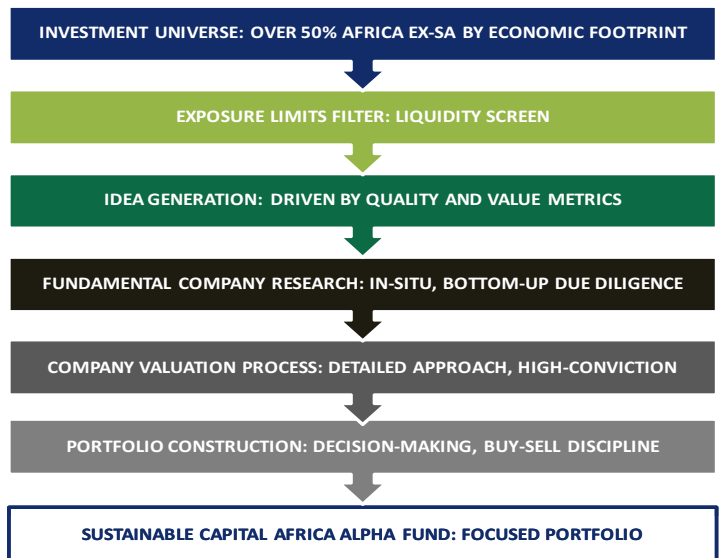 INVESTMENT UNIVERSE: OVER 50% AFRICA EX-SA BY ECONOMIC FOOTPRINT
EXPOSURE LIMITS FILTER: LIQUIDITY SCREEN
IDEA GENERATION: DRIVEN BY QUALITY AND VALUE METRICS
FUNDAMENTAL COMPANY RESEARCH: IN-SITU, BOTTOM-UP DUE DILIGENCE
COMPANY VALUATION PROCESS: DETAILED APPROACH, HIGH-CONVICTION
PORTFOLIO CONSTRUCTION: DECISION-MAKING, BUY-SELL DISCIPLINE
SUSTAINABLE CAPITAL AFRICA ALPHA FUND: FOCUSED PORTFOLIO